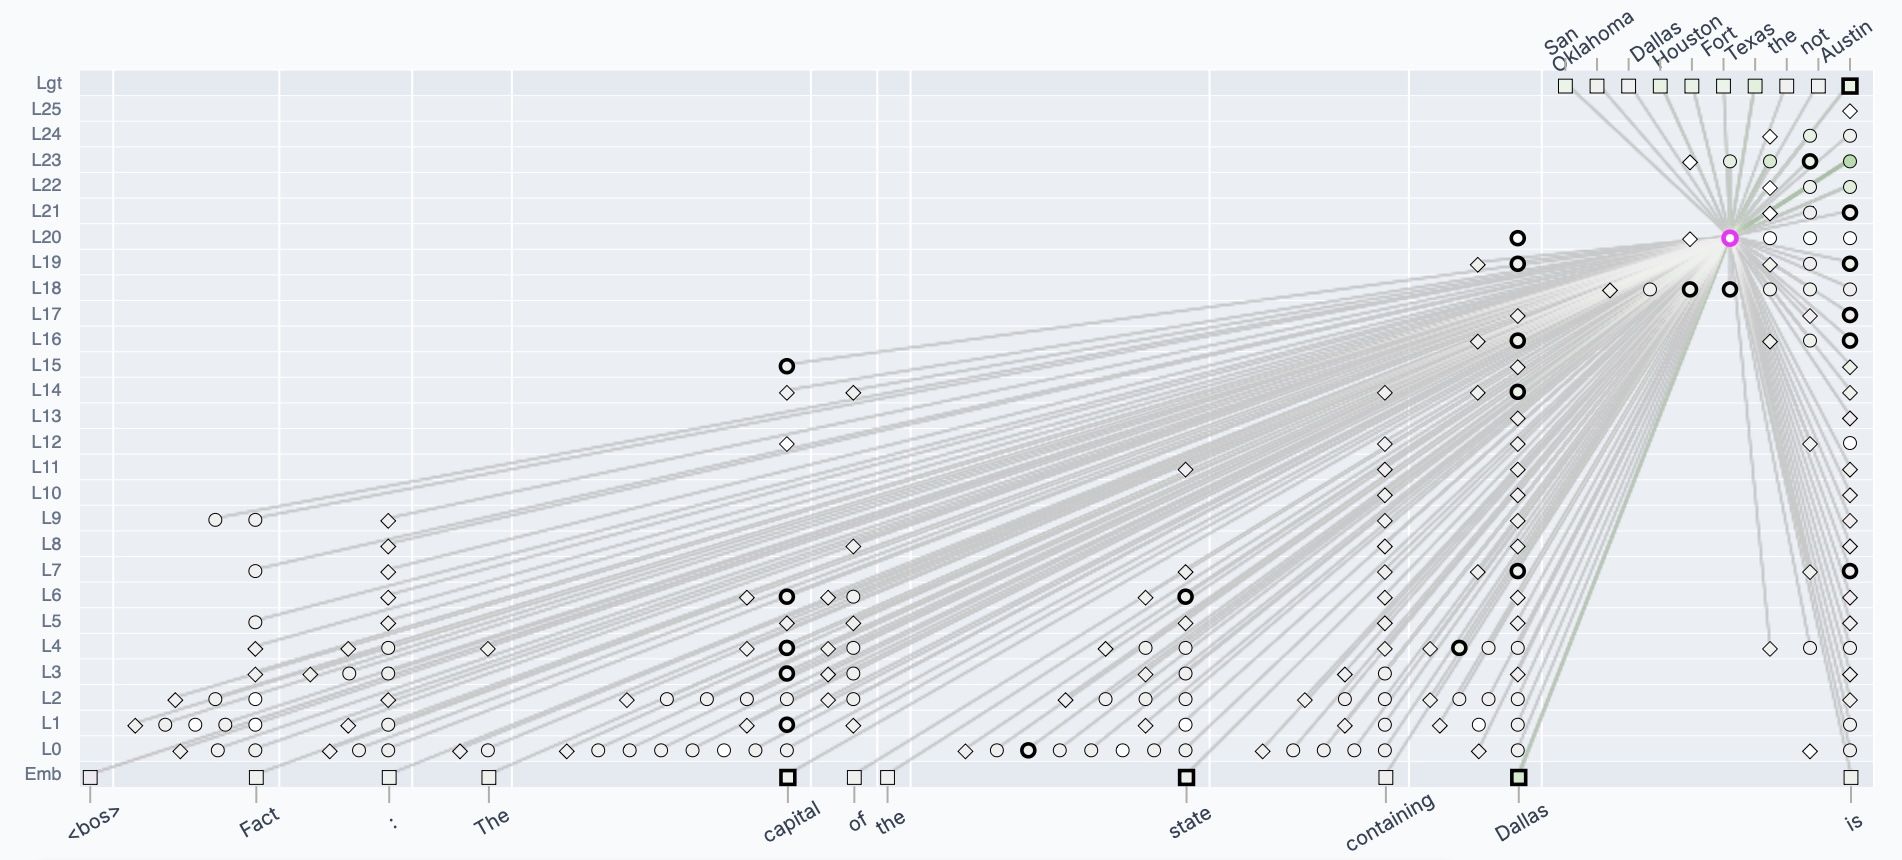 San
Oklahoma
Dallas
Houston
Fort
Texas
the
not
Austin
Lgt
L25
L24
L23
L22
L21
L20
L19
L18
L17
L16
L15
L14
L13
L12
L11
L10
L9
L8
L7
L6
L5
L4
L3
L2
L1
L0
Emb
<bos>
Fact
:
The
capital
of
the
state
containing
Dallas
is